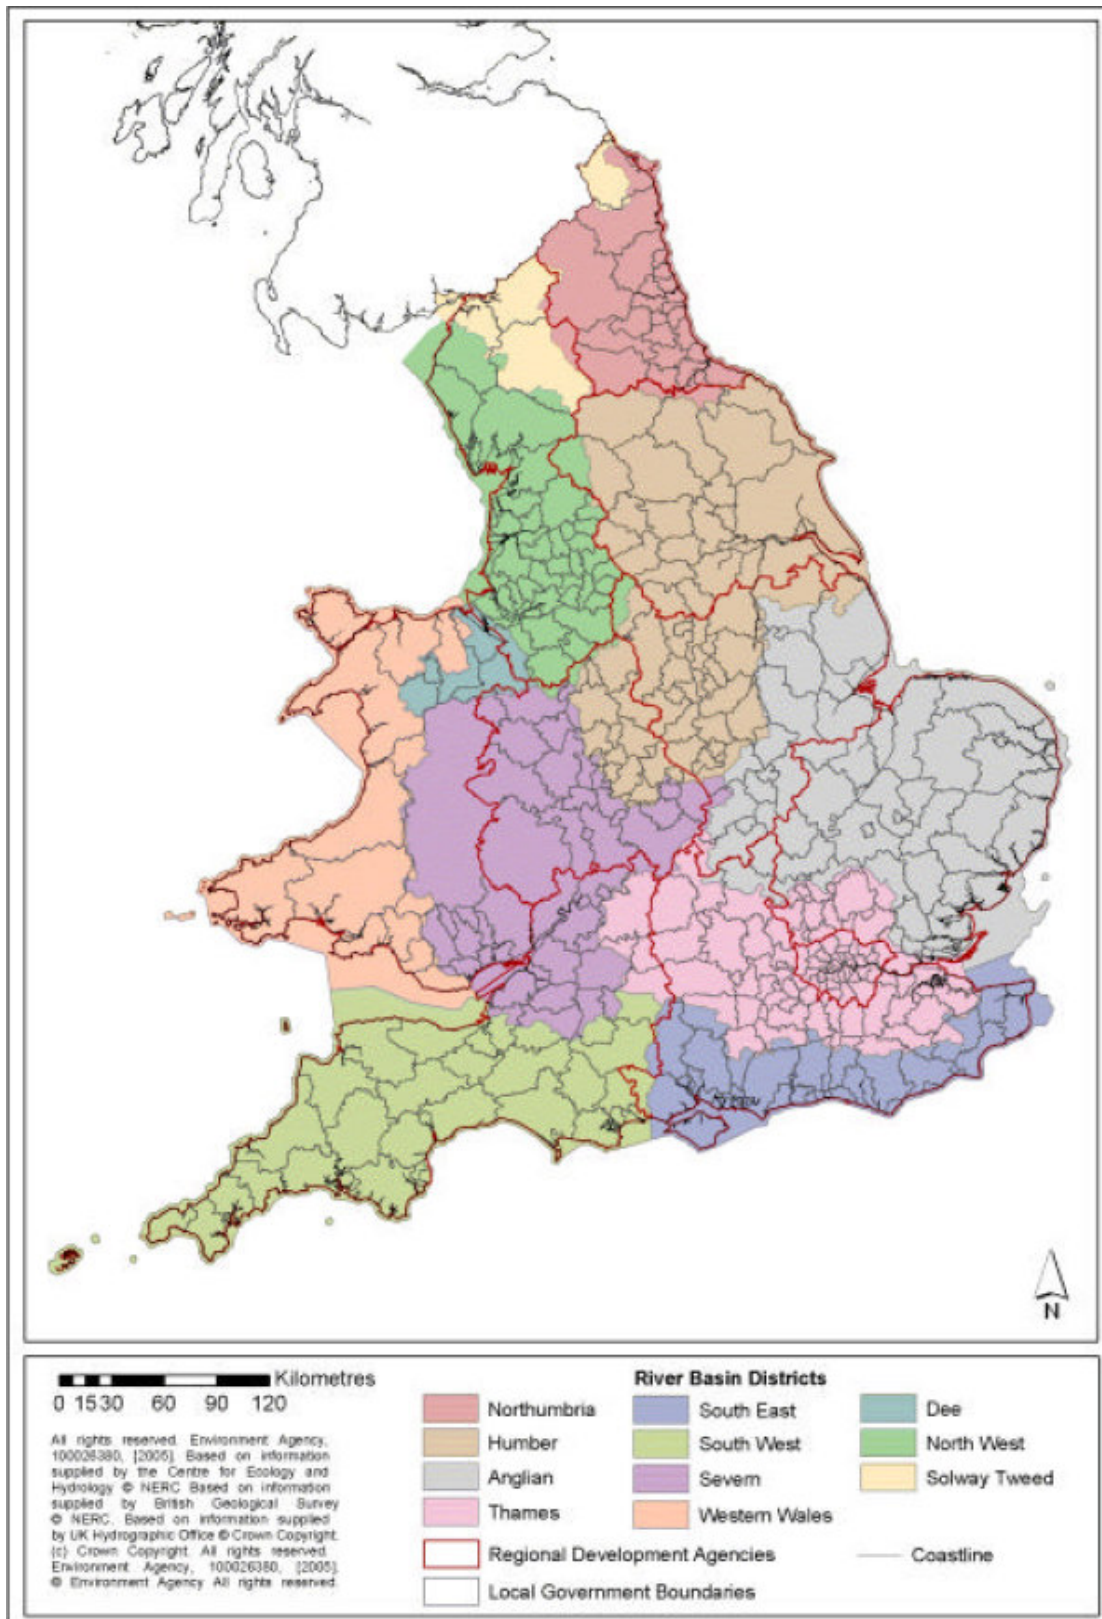 N
Kilometres
0 15 30 60 90 120
All rights reserved. Environment Agency,
100026380, [2005]. Based on information
supplied by the Centre for Ecology and
Hydrology © NERC Based on information
supplied by British Geological Survey
© NERC. Based on information supplied
by UK Hydrographic Office © Crown Copyright.
(c) Crown Copyright. All rights reserved.
Environment Agency, 100026380, [2005].
© Environment Agency All rights reserved.
River Basin Districts
Northumbria
South East
Dee
Humber
South West
North West
Anglian
Severn
Solway Tweed
Thames
Western Wales
Regional Development Agencies
Coastline
Local Government Boundaries